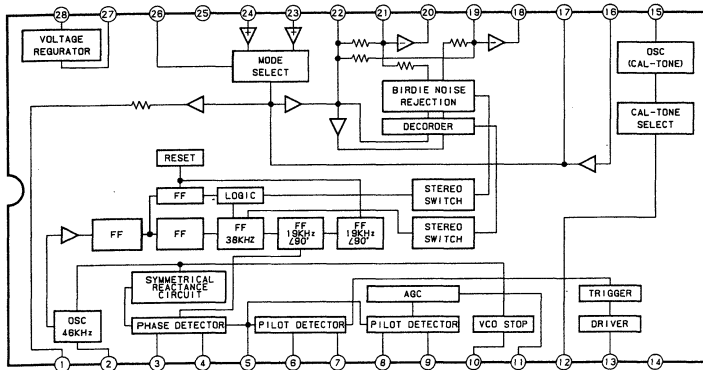 28 27 26 25 24 23 22 21 20 19 18 17 16 15
VOLTAGE
REGURATOR
+ +
- -
MODE
SELECT
OSC
(CAL-TONE)
BIRDIE NOISE
REJECTION
CAL-TONE
SELECT
DECORDER
RESET
FF
LOGIC
STEREO
SWITCH
FF
FF
FF
38KHZ
FF
19KHz
∠90°
FF
19KHz
∠90°
STEREO
SWITCH
SYMMETRICAL
REACTANCE
CIRCUIT
AGC
TRIGGER
OSC
46KHz
PHASE DETECTOR
PILOT DETECTOR
PILOT DETECTOR
VCO STOP
DRIVER
1 2 3 4 5 6 7 8 9 10 11 12 13 14